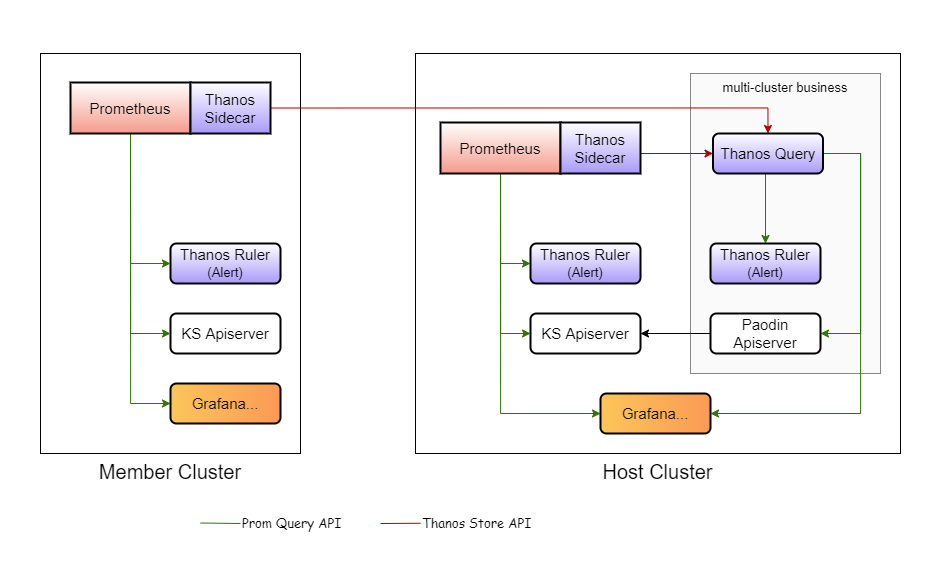 multi-cluster business
Prometheus
Thanos
Sidecar
Prometheus
Thanos
Sidecar
Thanos Query
Thanos Ruler
(Alert)
Thanos Ruler
(Alert)
Thanos Ruler
(Alert)
KS Apiserver
KS Apiserver
Paodin
Apiserver
Grafana...
Grafana...
Member Cluster
Host Cluster
Prom Query API
Thanos Store API